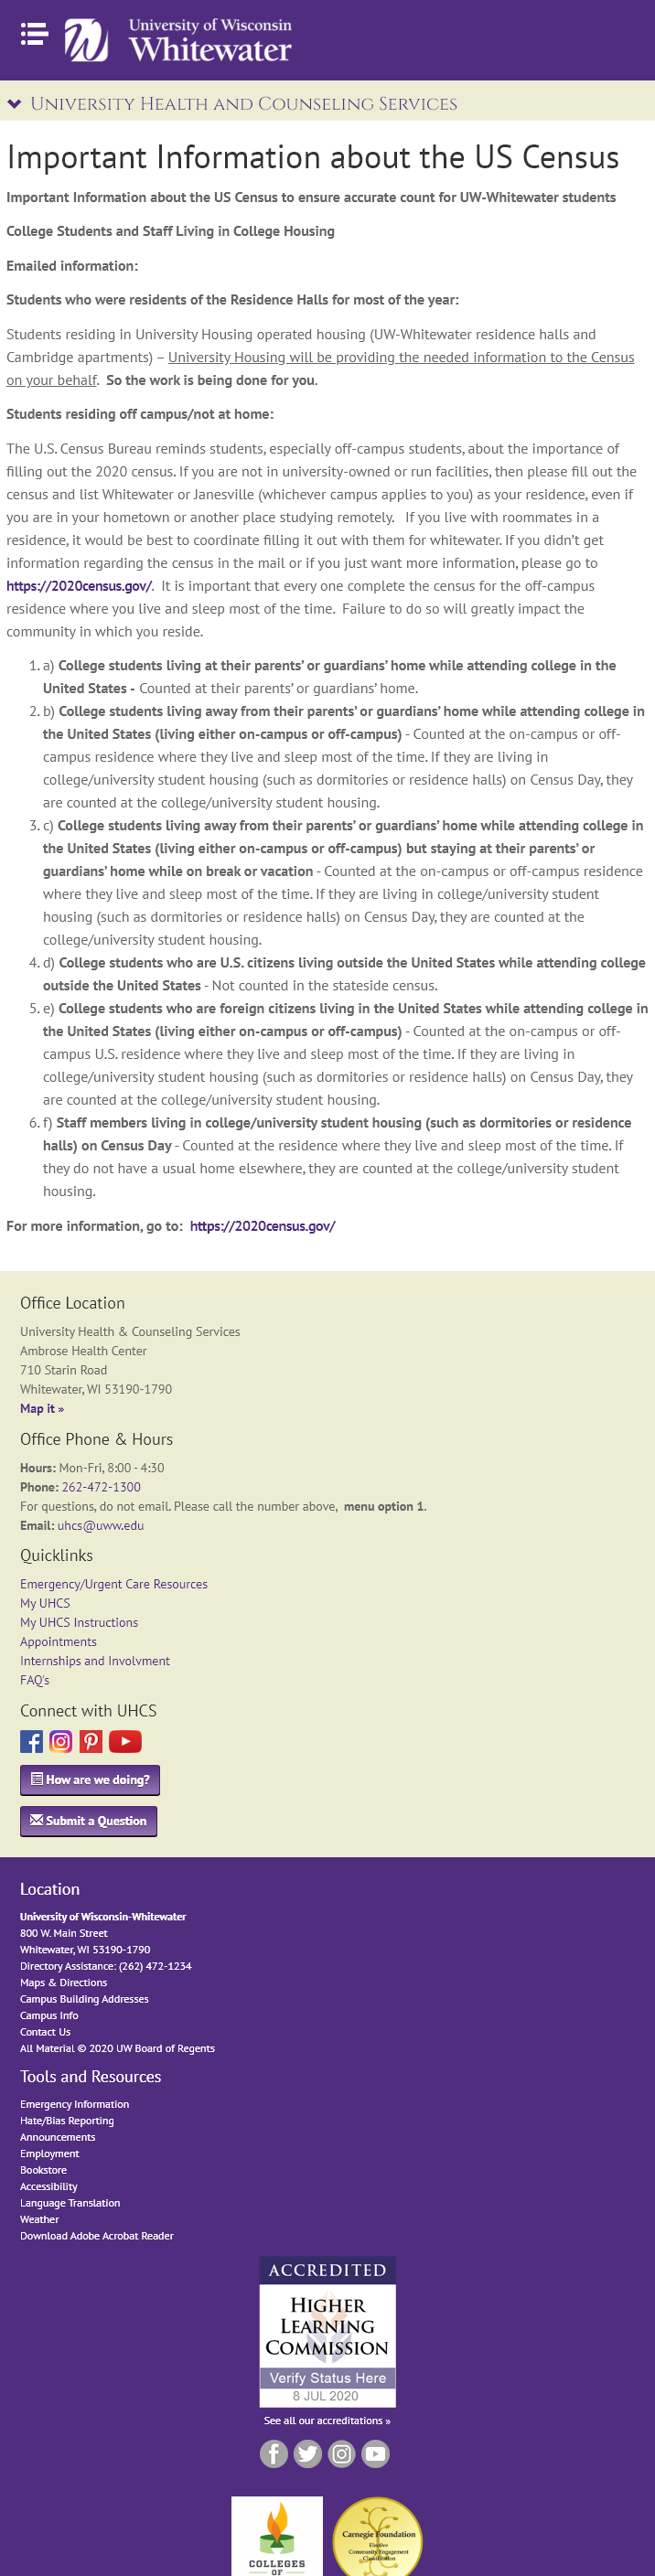 University of Wisconsin
Whitewater
University Health and Counseling Services
Important Information about the US Census
Important Information about the US Census to ensure accurate count for UW-Whitewater students
College Students and Staff Living in College Housing
Emailed information:
Students who were residents of the Residence Halls for most of the year:
Students residing in University Housing operated housing (UW-Whitewater residence halls and
Cambridge apartments) – University Housing will be providing the needed information to the Census
on your behalf.  So the work is being done for you.
Students residing off campus/not at home:
The U.S. Census Bureau reminds students, especially off-campus students, about the importance of
filling out the 2020 census. If you are not in university-owned or run facilities, then please fill out the
census and list Whitewater or Janesville (whichever campus applies to you) as your residence, even if
you are in your hometown or another place studying remotely.   If you live with roommates in a
residence, it would be best to coordinate filling it out with them for whitewater. If you didn’t get
information regarding the census in the mail or if you just want more information, please go to
https://2020census.gov/.  It is important that every one complete the census for the off-campus
residence where you live and sleep most of the time.  Failure to do so will greatly impact the
community in which you reside.
1. a) College students living at their parents’ or guardians’ home while attending college in the
United States - Counted at their parents’ or guardians’ home.
2. b) College students living away from their parents’ or guardians’ home while attending college in
the United States (living either on-campus or off-campus) - Counted at the on-campus or off-
campus residence where they live and sleep most of the time. If they are living in
college/university student housing (such as dormitories or residence halls) on Census Day, they
are counted at the college/university student housing.
3. c) College students living away from their parents’ or guardians’ home while attending college in
the United States (living either on-campus or off-campus) but staying at their parents’ or
guardians’ home while on break or vacation - Counted at the on-campus or off-campus residence
where they live and sleep most of the time. If they are living in college/university student
housing (such as dormitories or residence halls) on Census Day, they are counted at the
college/university student housing.
4. d) College students who are U.S. citizens living outside the United States while attending college
outside the United States - Not counted in the stateside census.
5. e) College students who are foreign citizens living in the United States while attending college in
the United States (living either on-campus or off-campus) - Counted at the on-campus or off-
campus U.S. residence where they live and sleep most of the time. If they are living in
college/university student housing (such as dormitories or residence halls) on Census Day, they
are counted at the college/university student housing.
6. f) Staff members living in college/university student housing (such as dormitories or residence
halls) on Census Day - Counted at the residence where they live and sleep most of the time. If
they do not have a usual home elsewhere, they are counted at the college/university student
housing.
For more information, go to:  https://2020census.gov/
Office Location
University Health & Counseling Services
Ambrose Health Center
710 Starin Road
Whitewater, WI 53190-1790
Map it »
Office Phone & Hours
Hours: Mon-Fri, 8:00 - 4:30
Phone: 262-472-1300
For questions, do not email. Please call the number above,  menu option 1.
Email: uhcs@uww.edu
Quicklinks
Emergency/Urgent Care Resources
My UHCS
My UHCS Instructions
Appointments
Internships and Involvment
FAQ's
Connect with UHCS
How are we doing?
Submit a Question
Location
University of Wisconsin-Whitewater
800 W. Main Street
Whitewater, WI 53190-1790
Directory Assistance: (262) 472-1234
Maps & Directions
Campus Building Addresses
Campus Info
Contact Us
All Material © 2020 UW Board of Regents
Tools and Resources
Emergency Information
Hate/Bias Reporting
Announcements
Employment
Bookstore
Accessibility
Language Translation
Weather
Download Adobe Acrobat Reader
ACCREDITED
HIGHER
LEARNING
COMMISSION
Verify Status Here
8 JUL 2020
See all our accreditations »
COLLEGES
OF
Carnegie Foundation
Elective
Community Engagement
Classification